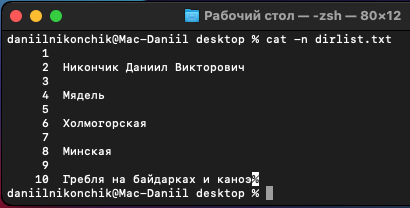 Рабочий стол — -zsh — 80×12
daniilnikonchik@Mac-Daniil desktop % cat -n dirlist.txt
1
2 Никончик Даниил Викторович
3
4 Мядель
5
6 Холмогорская
7
8 Минская
9
10 Гребля на байдарках и каноэ%
daniilnikonchik@Mac-Daniil desktop %